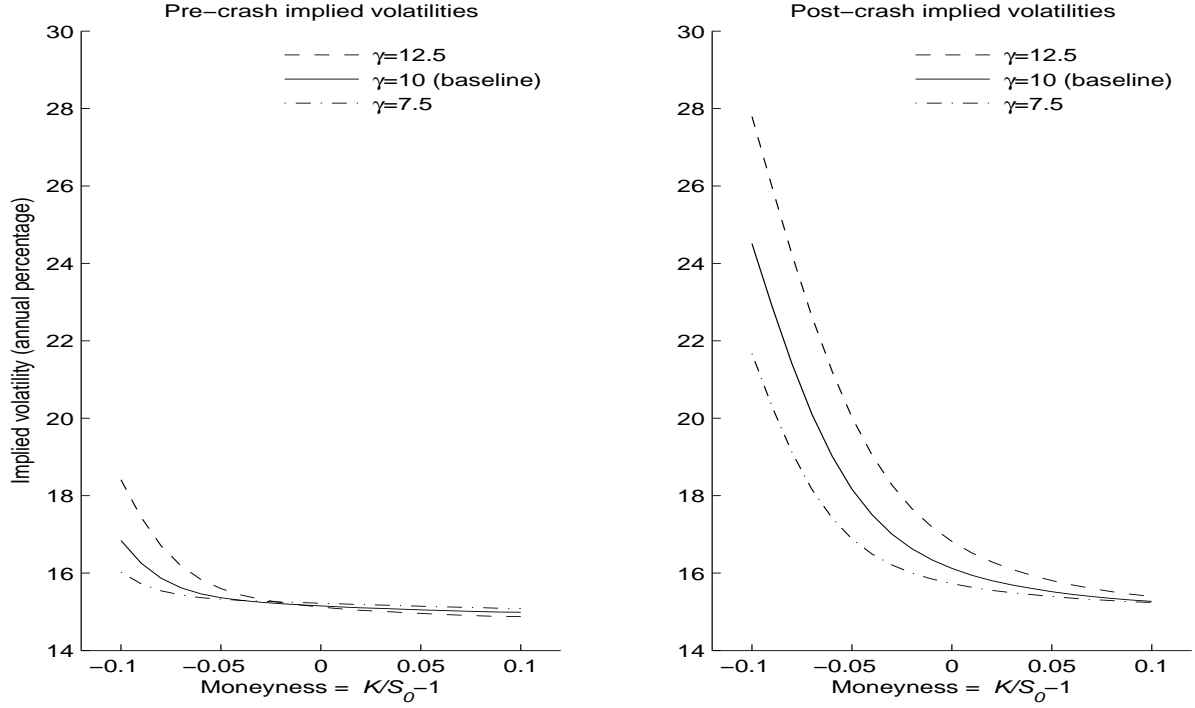 Pre−crash implied volatilities
30
28
26
24
22
20
18
16
14
−0.1
−0.05
0
0.05
0.1
γ=12.5
γ=10 (baseline)
γ=7.5
Implied volatility (annual percentage)
Moneyness = K/S0−1
Post−crash implied volatilities
30
28
26
24
22
20
18
16
14
−0.1
−0.05
0
0.05
0.1
γ=12.5
γ=10 (baseline)
γ=7.5
Moneyness = K/S0−1